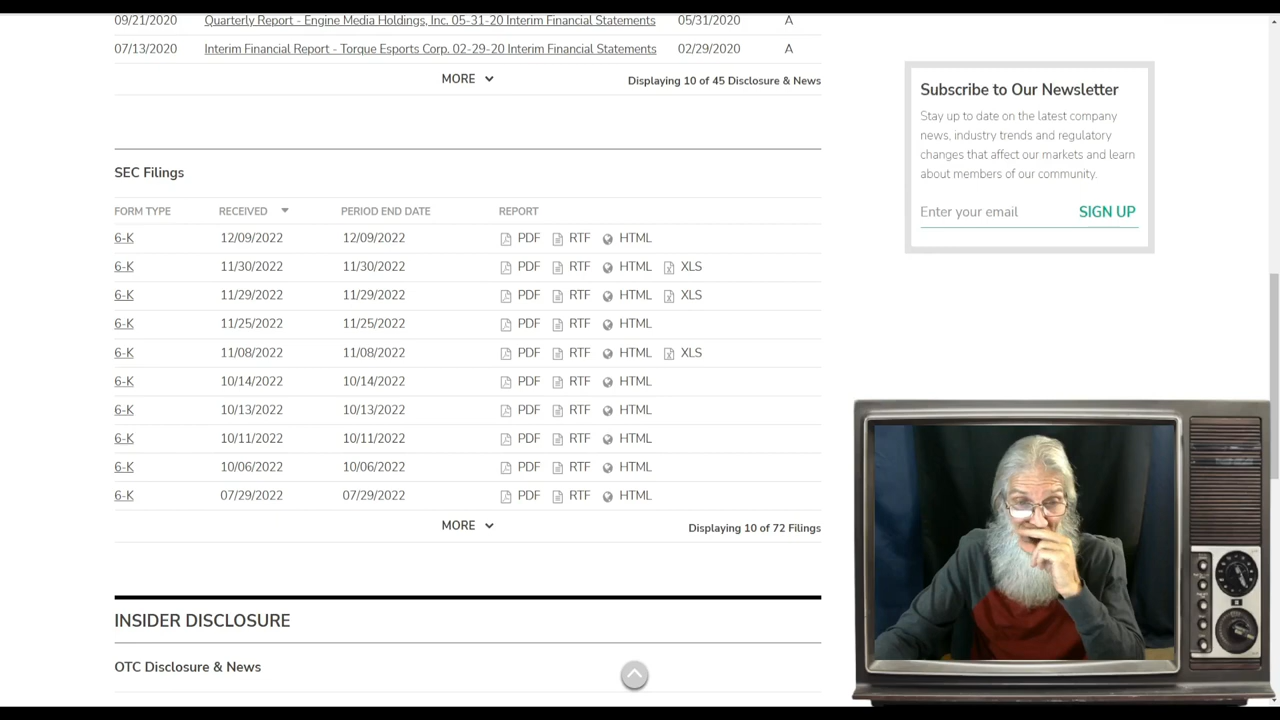 09/21/2020 Quarterly Report - Engine Media Holdings, Inc. 05-31-20 Interim Financial Statements 05/31/2020 A
07/13/2020 Interim Financial Report - Torque Esports Corp. 02-29-20 Interim Financial Statements 02/29/2020 A
MORE Displaying 10 of 45 Disclosure & News
SEC Filings
FORM TYPE RECEIVED PERIOD END DATE REPORT
6-K 12/09/2022 12/09/2022 PDF RTF HTML
6-K 11/30/2022 11/30/2022 PDF RTF HTML XLS
6-K 11/29/2022 11/29/2022 PDF RTF HTML XLS
6-K 11/25/2022 11/25/2022 PDF RTF HTML
6-K 11/08/2022 11/08/2022 PDF RTF HTML XLS
6-K 10/14/2022 10/14/2022 PDF RTF HTML
6-K 10/13/2022 10/13/2022 PDF RTF HTML
6-K 10/11/2022 10/11/2022 PDF RTF HTML
6-K 10/06/2022 10/06/2022 PDF RTF HTML
6-K 07/29/2022 07/29/2022 PDF RTF HTML
MORE Displaying 10 of 72 Filings
INSIDER DISCLOSURE
OTC Disclosure & News
Subscribe to Our Newsletter
Stay up to date on the latest company
news, industry trends and regulatory
changes that affect our markets and learn
about members of our community.
Enter your email SIGN UP